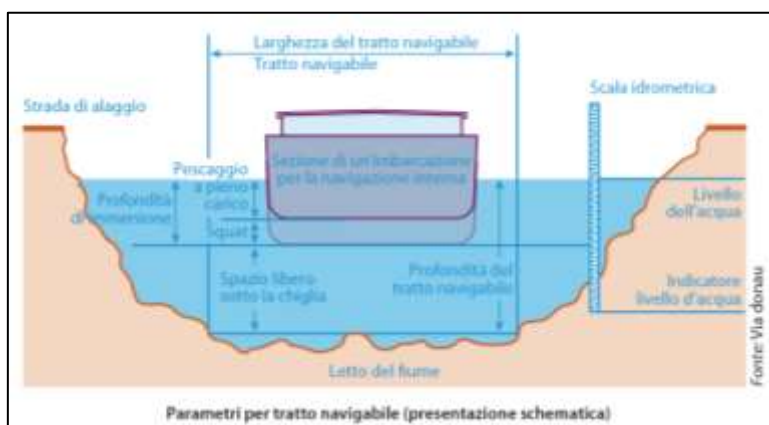 Larghezza del tratto navigabile
Tratto navigabile
Strada di alaggio
Scala idrometrica
Pescaggio
a pieno
carico
Sezione di un'imbarcazione
per la navigazione interna
Profondità
di immersione
Squat
Livello
dell'acqua
Spazio libero
sotto la chiglia
Profondità del
tratto navigabile
Indicatore
livello d'acqua
Letto del fiume
Fonte: Via donau
Parametri per tratto navigabile (presentazione schematica)